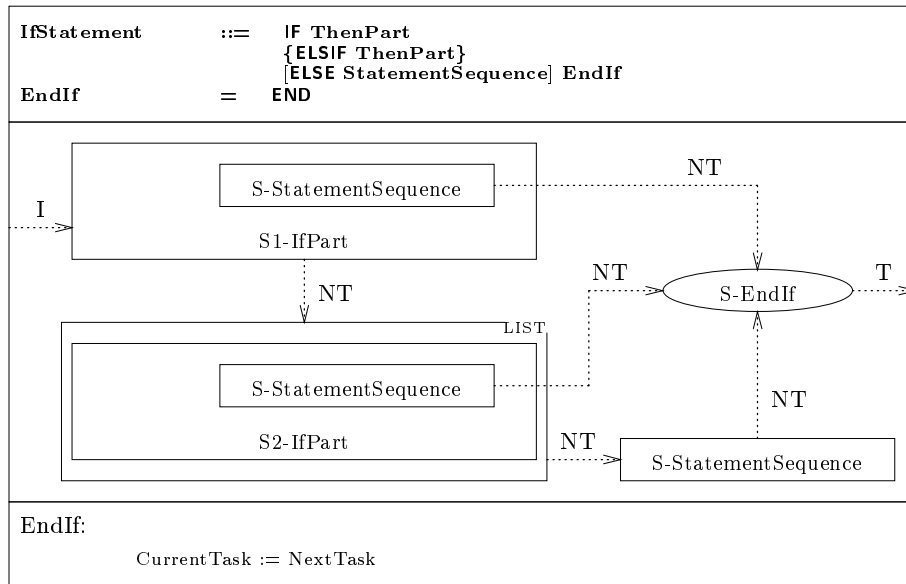 IfStatement ::= IF ThenPart
{ELSIF ThenPart}
[ELSE StatementSequence] EndIf
EndIf = END
NT
S-StatementSequence
I
S1-IfPart
NT
T
S-EndIf
NT
LIST
S-StatementSequence
NT
S2-IfPart
NT
S-StatementSequence
EndIf:
CurrentTask := NextTask